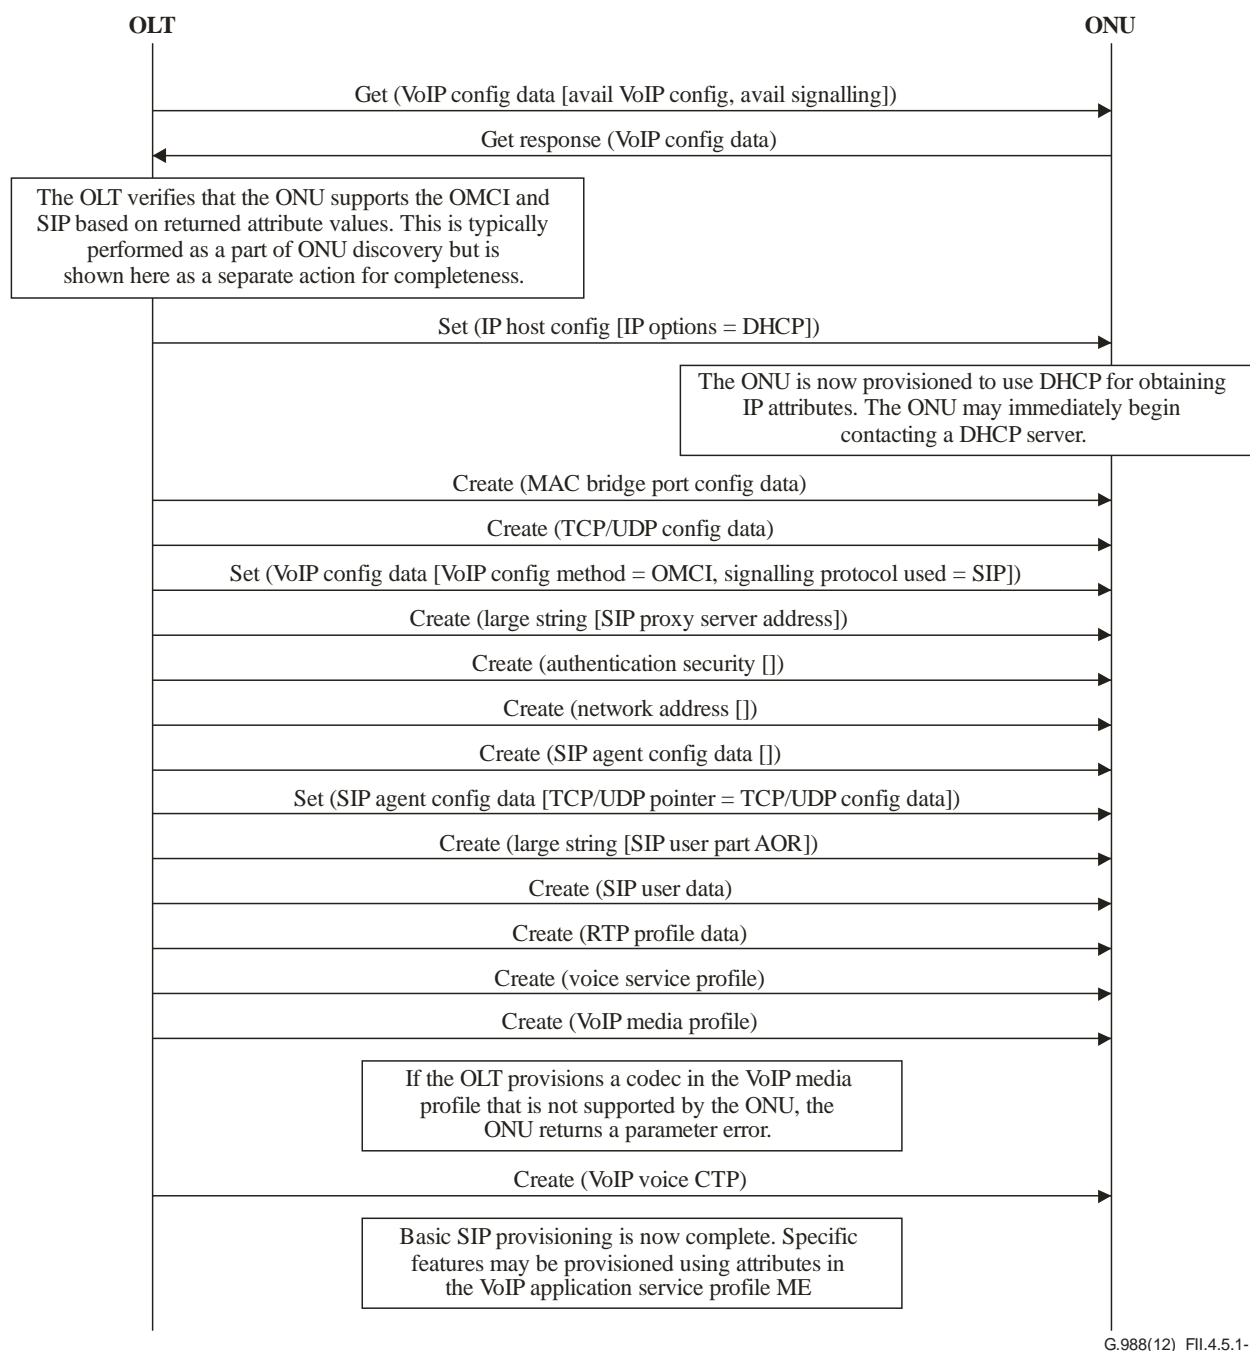 OLT
ONU
Get (VoIP config data [avail VoIP config, avail signalling])
Get response (VoIP config data)
The OLT verifies that the ONU supports the OMCI and
SIP based on returned attribute values. This is typically
performed as a part of ONU discovery but is
shown here as a separate action for completeness.
Set (IP host config [IP options = DHCP])
The ONU is now provisioned to use DHCP for obtaining
IP attributes. The ONU may immediately begin
contacting a DHCP server.
Create (MAC bridge port config data)
Create (TCP/UDP config data)
Set (VoIP config data [VoIP config method = OMCI, signalling protocol used = SIP])
Create (large string [SIP proxy server address])
Create (authentication security [])
Create (network address [])
Create (SIP agent config data [])
Set (SIP agent config data [TCP/UDP pointer = TCP/UDP config data])
Create (large string [SIP user part AOR])
Create (SIP user data)
Create (RTP profile data)
Create (voice service profile)
Create (VoIP media profile)
If the OLT provisions a codec in the VoIP media
profile that is not supported by the ONU, the
ONU returns a parameter error.
Create (VoIP voice CTP)
Basic SIP provisioning is now complete. Specific
features may be provisioned using attributes in
the VoIP application service profile ME
G.988(12)_FII.4.5.1-